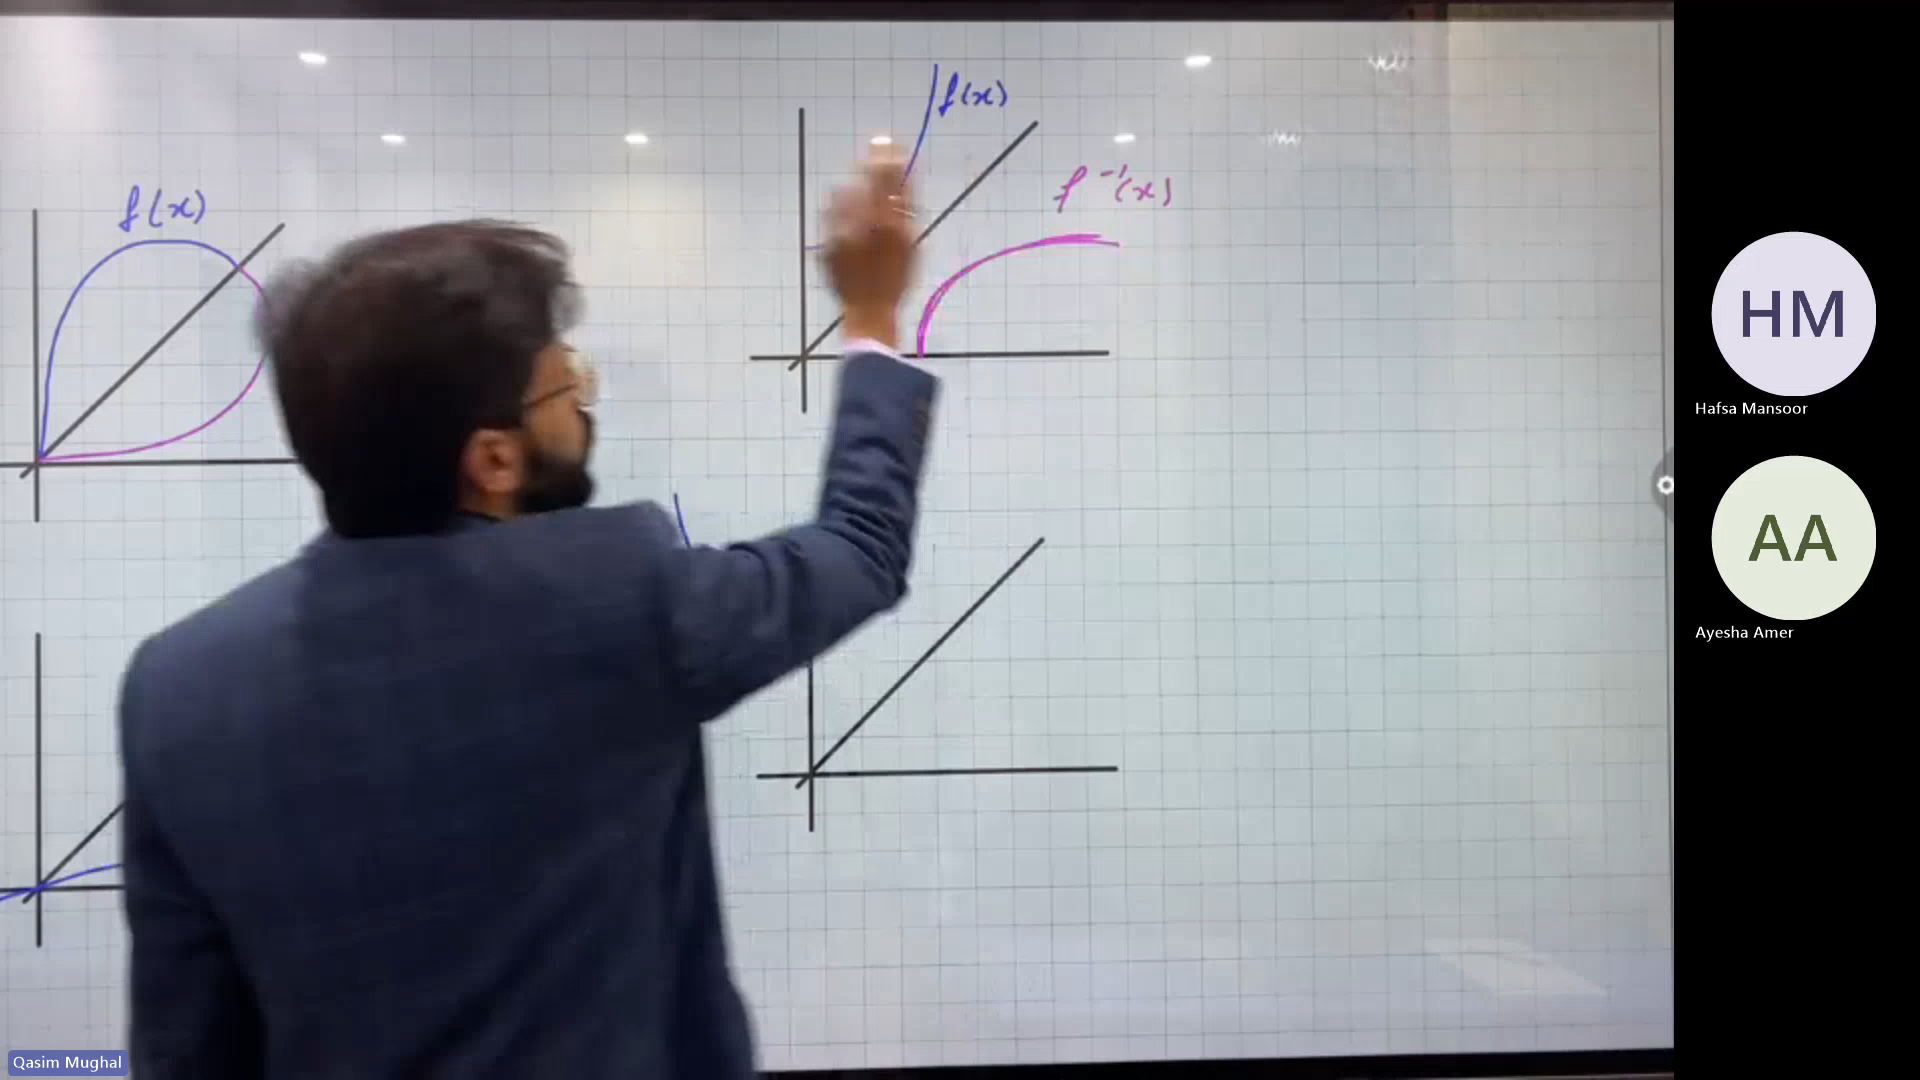 f(x)
f(x)
f⁻¹(x)
HM
Hafsa Mansoor
AA
Ayesha Amer
Qasim Mughal